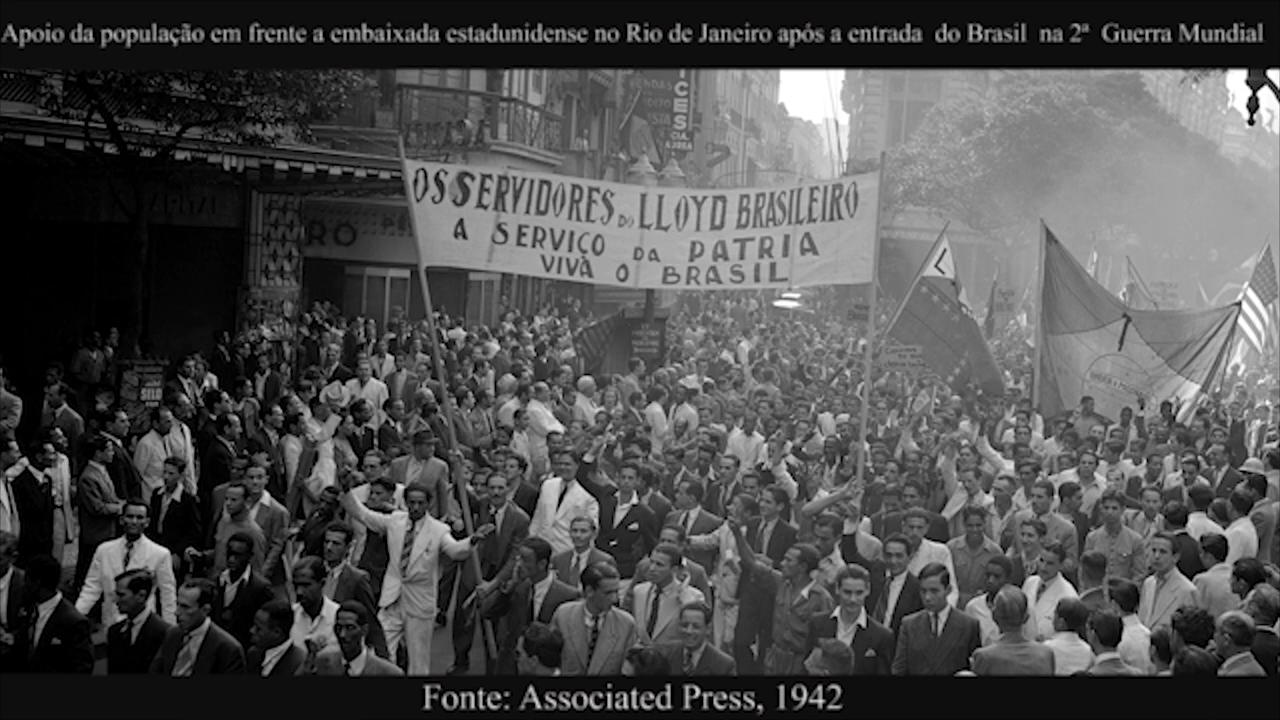 Apoio da população em frente a embaixada estadunidense no Rio de Janeiro após a entrada do Brasil na 2ª Guerra Mundial
OS SERVIDORES DO LLOYD BRASILEIRO
A SERVIÇO DA PATRIA
VIVA O BRASIL
L
Fonte: Associated Press, 1942